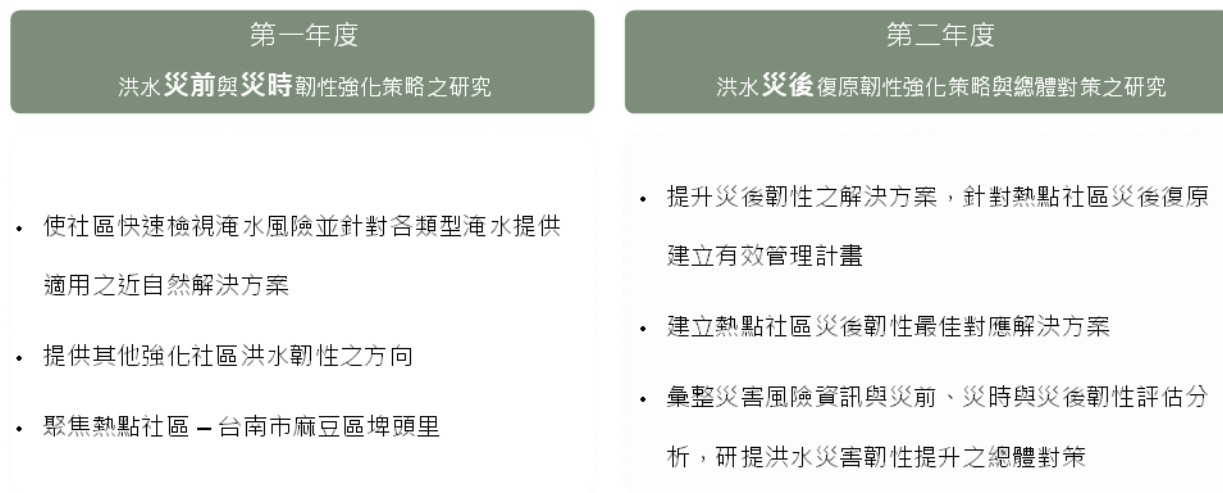 第一年度
洪水災前與災時韌性強化策略之研究
• 使社區快速檢視淹水風險並針對各類型淹水提供
適用之近自然解決方案
• 提供其他強化社區洪水韌性之方向
• 聚焦熱點社區 – 台南市麻豆區埤頭里
第二年度
洪水災後復原韌性強化策略與總體對策之研究
• 提升災後韌性之解決方案，針對熱點社區災後復原
建立有效管理計畫
• 建立熱點社區災後韌性最佳對應解決方案
• 彙整災害風險資訊與災前、災時與災後韌性評估分
析，研提洪水災害韌性提升之總體對策